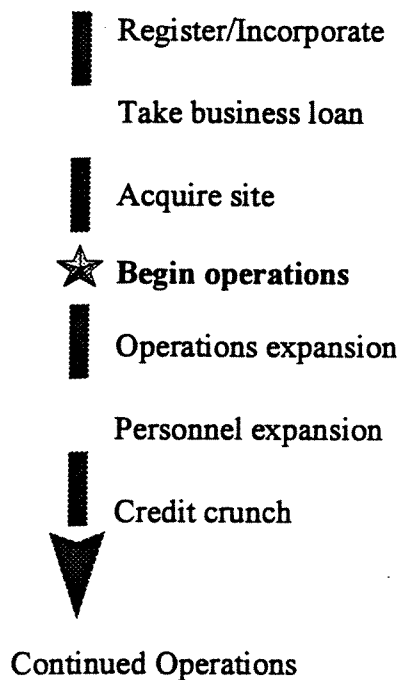 Register/Incorporate
Take business loan
Acquire site
Begin operations
Operations expansion
Personnel expansion
Credit crunch
Continued Operations